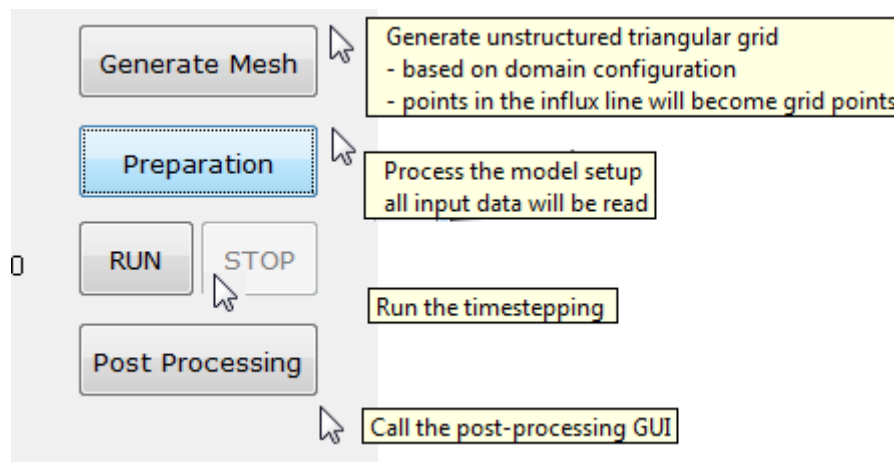 Generate Mesh
Generate unstructured triangular grid
- based on domain configuration
- points in the influx line will become grid points
Preparation
Process the model setup
all input data will be read
RUN
STOP
Run the timestepping
Post Processing
Call the post-processing GUI